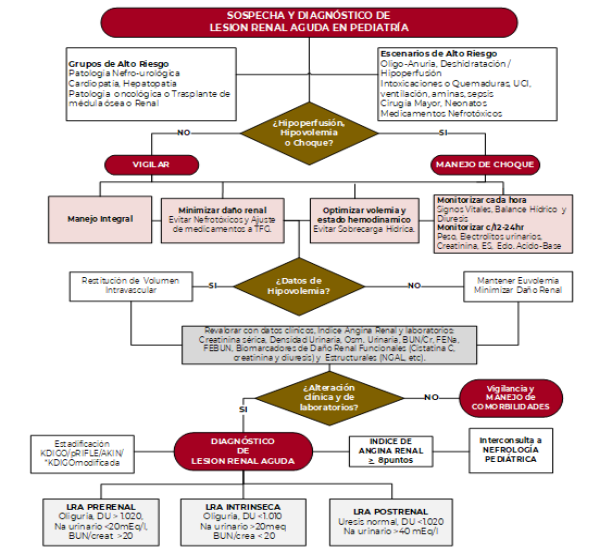 SOSPECHA Y DIAGNÓSTICO DE
LESION RENAL AGUDA EN PEDIATRÍA
Grupos de Alto Riesgo
Patología Nefro-urológica
Cardiopatia, Hepatopatia
Patología oncológica o Trasplante de
médula ósea o Renal
Escenarios de Alto Riesgo
Oligo-Anuria, Deshidratación /
Hipoperfusión
Intoxicaciones o Quemaduras, UCI,
ventilación, aminas, sepsis
Cirugia Mayor, Neonatos
Medicamentos Nefrotóxicos
¿Hipoperfusión,
Hipovolemia
o Choque?
NO
SI
VIGILAR
MANEJO DE CHOQUE
Manejo Integral
Minimizar daño renal
Evitar Nefrotóxicos y Ajuste
de medicamentos a TFG.
Optimizar volemia y
estado hemodinamico
Evitar Sobrecarga Hídrica.
Monitorizar cada hora
Signos Vitales, Balance Hídrico y
Diuresis
Monitorizar c/12-24hr
Peso, Electrolitos urinarios,
Creatinina, ES, Edo. Acido-Base
¿Datos de
Hipovolemia?
SI
NO
Restitución de Volumen
Intravascular
Mantener Euvolemia
Minimizar Daño Renal
Revalorar con datos clínicos, Indice Angina Renal y laboratorios:
Creatinina sérica, Densidad Urinaria, Osm. Urinaria, BUN/Cr, FENa,
FEBUN, Biomarcadores de Daño Renal Funcionales (Cistatina C,
creatinina y diuresis) y Estructurales (NGAL, etc).
¿Alteración
clínica y de
laboratorios?
SI
NO
Vigilancia y
MANEJO de
COMORBILIDADES
Estadificación
KDIGO/pRIFLE/AKIN/
*KDIGOmodificada
DIAGNÓSTICO
DE
LESION RENAL AGUDA
INDICE DE
ANGINA RENAL
≥ 8puntos
Interconsulta a
NEFROLOGÍA
PEDIÁTRICA
LRA PRERENAL
Oliguria, DU > 1.020,
Na urinario <20mEq/l,
BUN/creat >20
LRA INTRINSECA
Oliguria, DU <1.010
Na urinario >20meq
BUN/crea < 20
LRA POSTRENAL
Uresis normal, DU <1.020
Na urinario >40 mEq/l